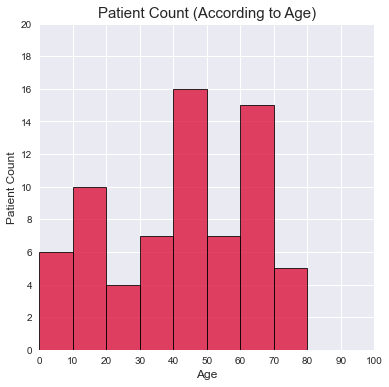 Patient Count (According to Age)
20
18
16
14
12
10
8
6
4
2
0
Patient Count
0 10 20 30 40 50 60 70 80 90 100
Age